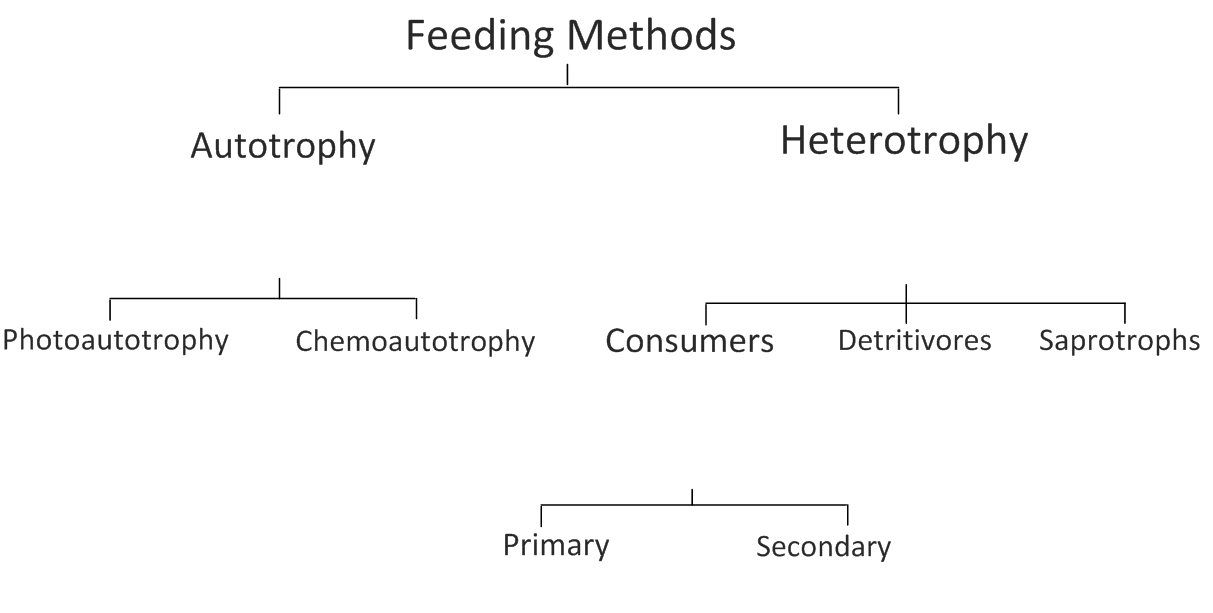 Feeding Methods
Autotrophy
Heterotrophy
Photoautotrophy
Chemoautotrophy
Consumers
Detritivores
Saprotrophs
Primary
Secondary